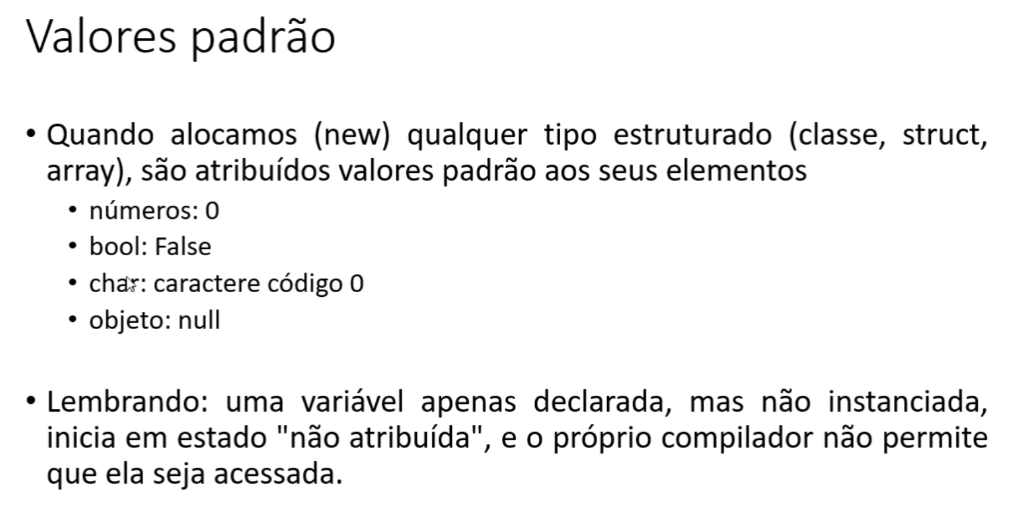 Valores padrão
• Quando alocamos (new) qualquer tipo estruturado (classe, struct,
array), são atribuídos valores padrão aos seus elementos
• números: 0
• bool: False
• char: caractere código 0
• objeto: null
• Lembrando: uma variável apenas declarada, mas não instanciada,
inicia em estado "não atribuída", e o próprio compilador não permite
que ela seja acessada.